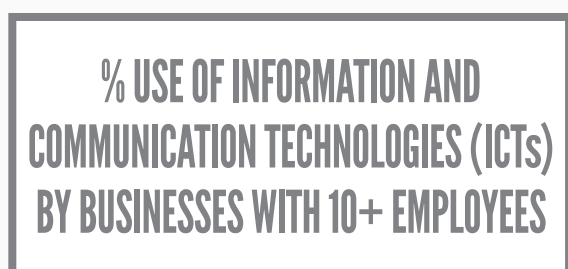 % USE OF INFORMATION AND
COMMUNICATION TECHNOLOGIES (ICTs)
BY BUSINESSES WITH 10+ EMPLOYEES